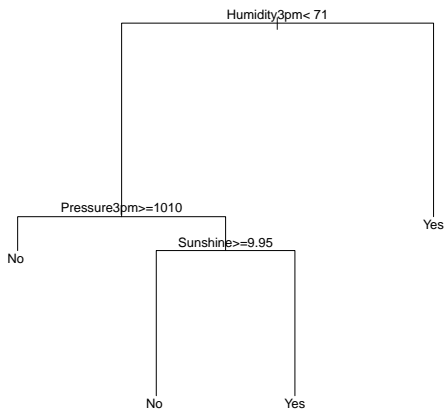 Humidity3pm< 71
Pressure3pm>=1010
Yes
Sunshine>=9.95
No
No
Yes